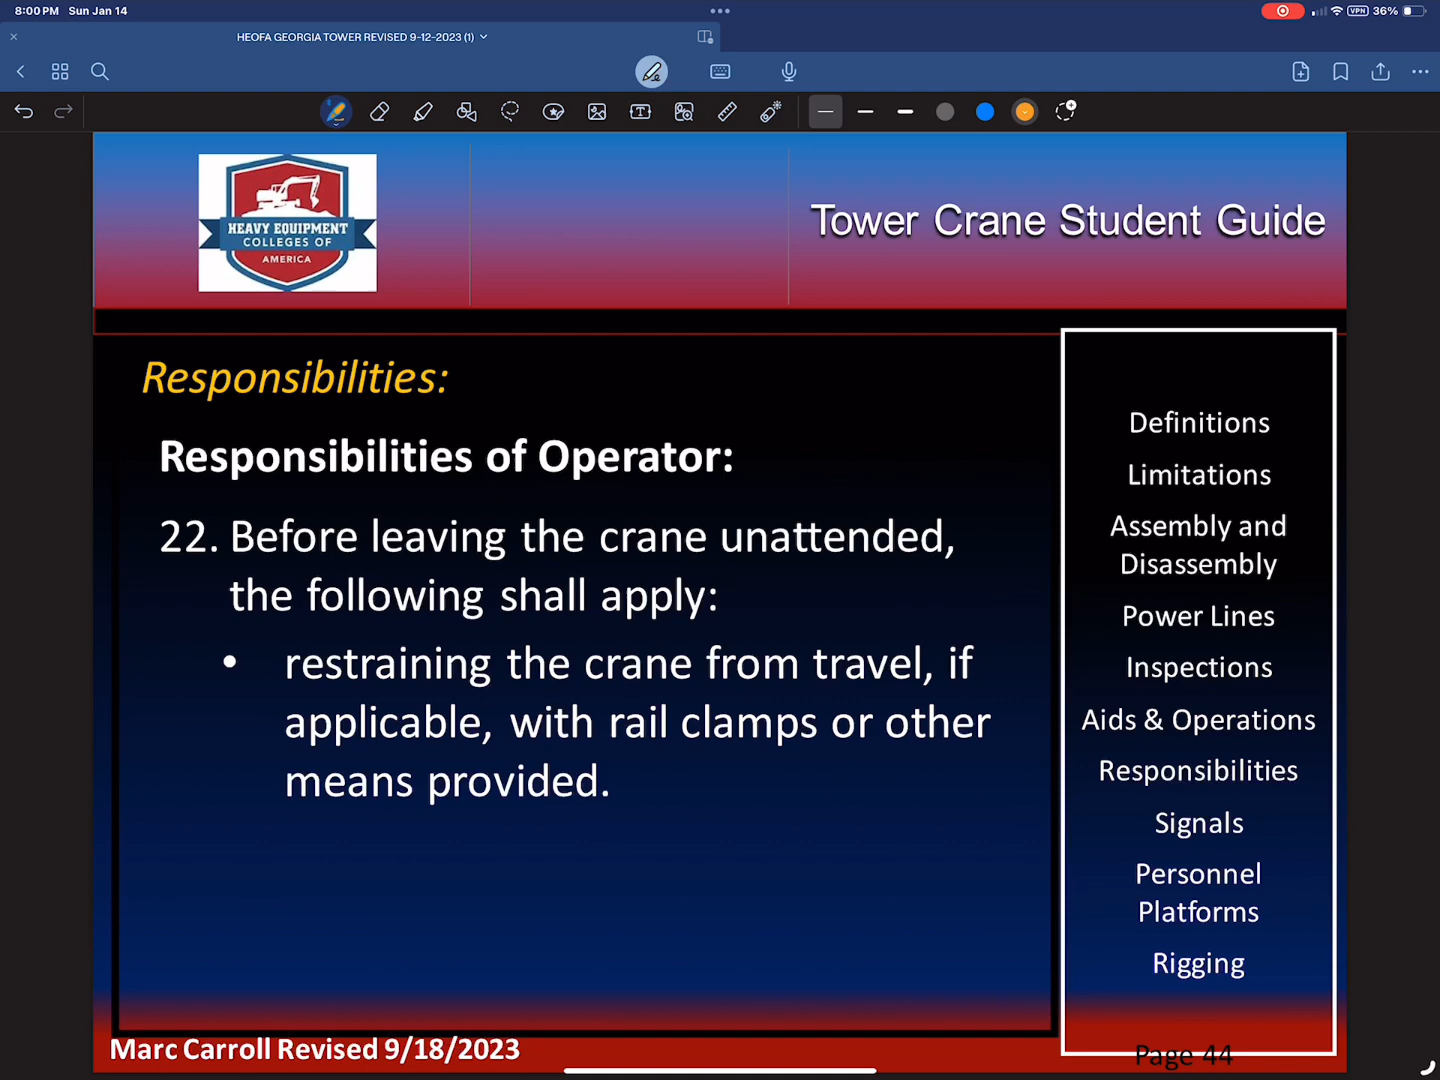 8:00 PM Sun Jan 14
VPN 36%
HEOFA GEORGIA TOWER REVISED 9-12-2023 (1)
HEAVY EQUIPMENT
COLLEGES OF
AMERICA
Tower Crane Student Guide
Responsibilities:
Responsibilities of Operator:
22. Before leaving the crane unattended,
the following shall apply:
• restraining the crane from travel, if
applicable, with rail clamps or other
means provided.
Definitions
Limitations
Assembly and
Disassembly
Power Lines
Inspections
Aids & Operations
Responsibilities
Signals
Personnel
Platforms
Rigging
Marc Carroll Revised 9/18/2023
Page 44